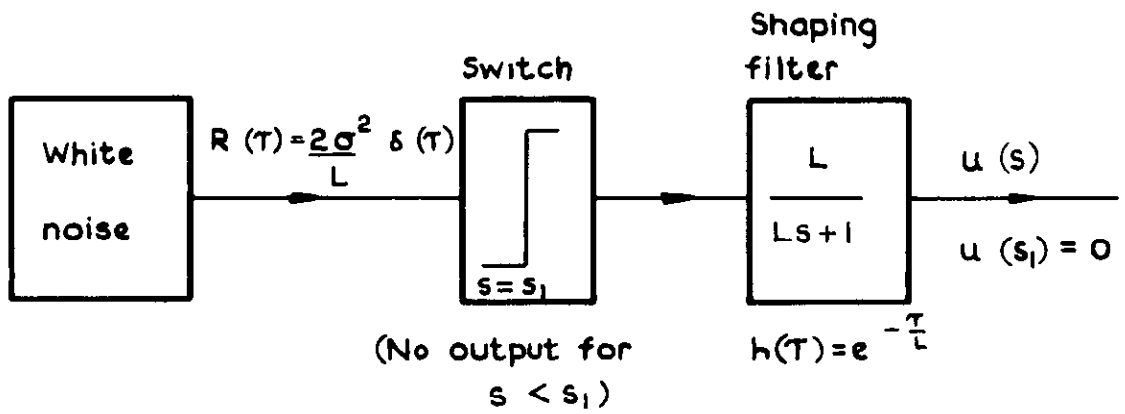 White
noise
R (τ) = 2σ² δ (τ)
L
Switch
s = s₁
(No output for
s < s₁)
Shaping
filter
L
Ls + 1
h(τ) = e^-τ/L
u (s)
u (s₁) = 0